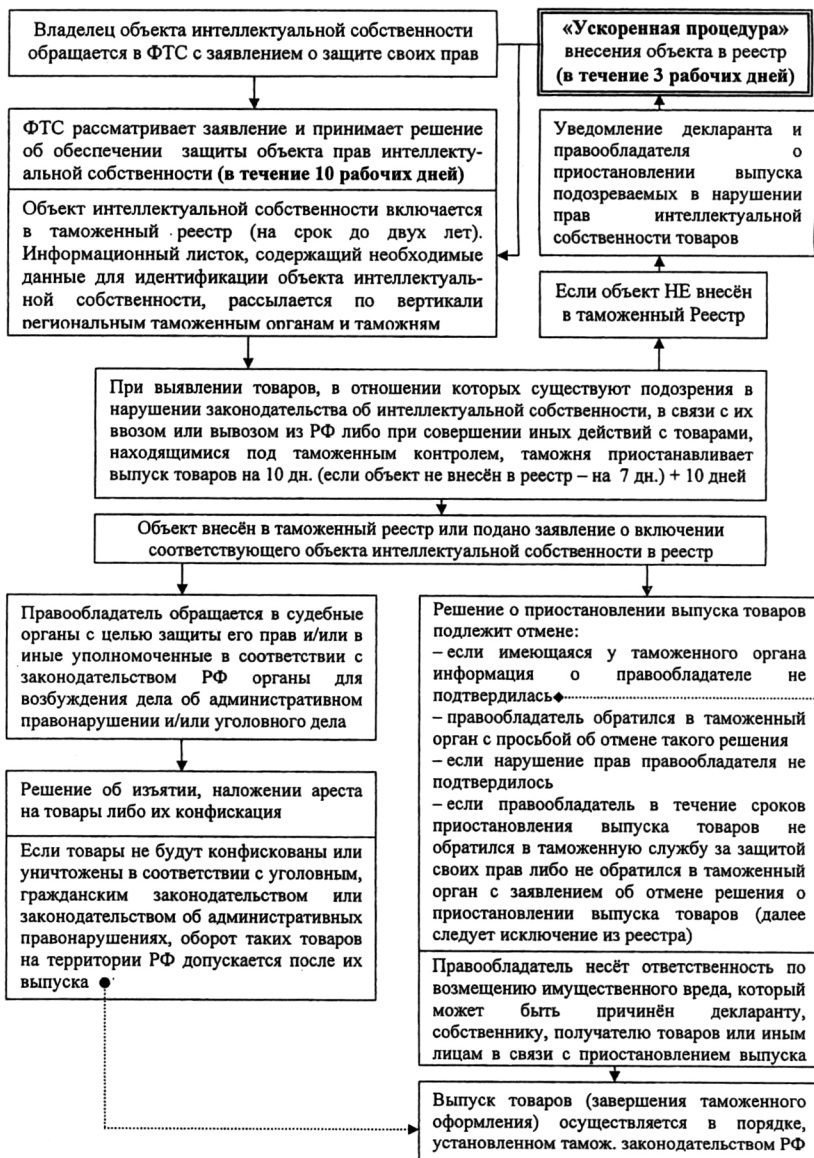 Владелец объекта интеллектуальной собственности
обращается в ФТС с заявлением о защите своих прав
«Ускоренная процедура»
внесения объекта в реестр
(в течение 3 рабочих дней)
ФТС рассматривает заявление и принимает решение
об обеспечении защиты объекта прав интеллекту-
альной собственности (в течение 10 рабочих дней)
Объект интеллектуальной собственности включается
в таможенный реестр (на срок до двух лет).
Информационный листок, содержащий необходимые
данные для идентификации объекта интеллектуаль-
ной собственности, рассылается по вертикали
региональным таможенным органам и таможням
Уведомление декларанта и
правообладателя о
приостановлении выпуска
подозреваемых в нарушении
прав интеллектуальной
собственности товаров
Если объект НЕ внесён
в таможенный Реестр
При выявлении товаров, в отношении которых существуют подозрения в
нарушении законодательства об интеллектуальной собственности, в связи с их
ввозом или вывозом из РФ либо при совершении иных действий с товарами,
находящимися под таможенным контролем, таможня приостанавливает
выпуск товаров на 10 дн. (если объект не внесён в реестр – на 7 дн.) + 10 дней
Объект внесён в таможенный реестр или подано заявление о включении
соответствующего объекта интеллектуальной собственности в реестр
Правообладатель обращается в судебные
органы с целью защиты его прав и/или в
иные уполномоченные в соответствии с
законодательством РФ органы для
возбуждения дела об административном
правонарушении и/или уголовного дела
Решение об изъятии, наложении ареста
на товары либо их конфискация
Если товары не будут конфискованы или
уничтожены в соответствии с уголовным,
гражданским законодательством или
законодательством об административных
правонарушениях, оборот таких товаров
на территории РФ допускается после их
выпуска
Решение о приостановлении выпуска товаров
подлежит отмене:
– если имеющаяся у таможенного органа
информация о правообладателе не
подтвердилась
– правообладатель обратился в таможенный
орган с просьбой об отмене такого решения
– если нарушение прав правообладателя не
подтвердилось
– если правообладатель в течение сроков
приостановления выпуска товаров не
обратился в таможенную службу за защитой
своих прав либо не обратился в таможенный
орган с заявлением об отмене решения о
приостановлении выпуска товаров (далее
следует исключение из реестра)
Правообладатель несёт ответственность по
возмещению имущественного вреда, который
может быть причинён декларанту,
собственнику, получателю товаров или иным
лицам в связи с приостановлением выпуска
Выпуск товаров (завершения таможенного
оформления) осуществляется в порядке,
установленном тамож. законодательством РФ